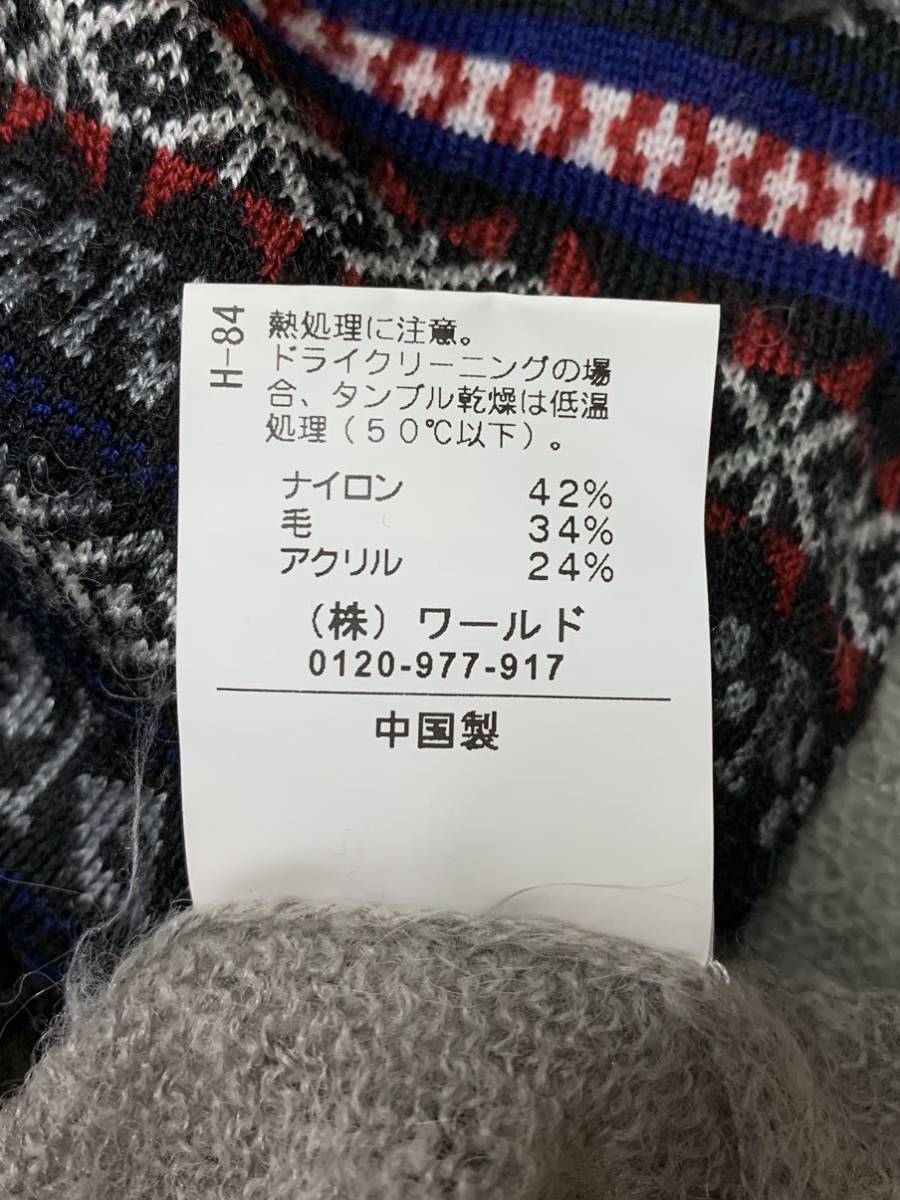 H-84
熱処理に注意。
ドライクリーニングの場
合、タンブル乾燥は低温
処理(50℃以下)。
ナイロン 42%
毛 34%
アクリル 24%
(株)ワールド
0120-977-917
中国製